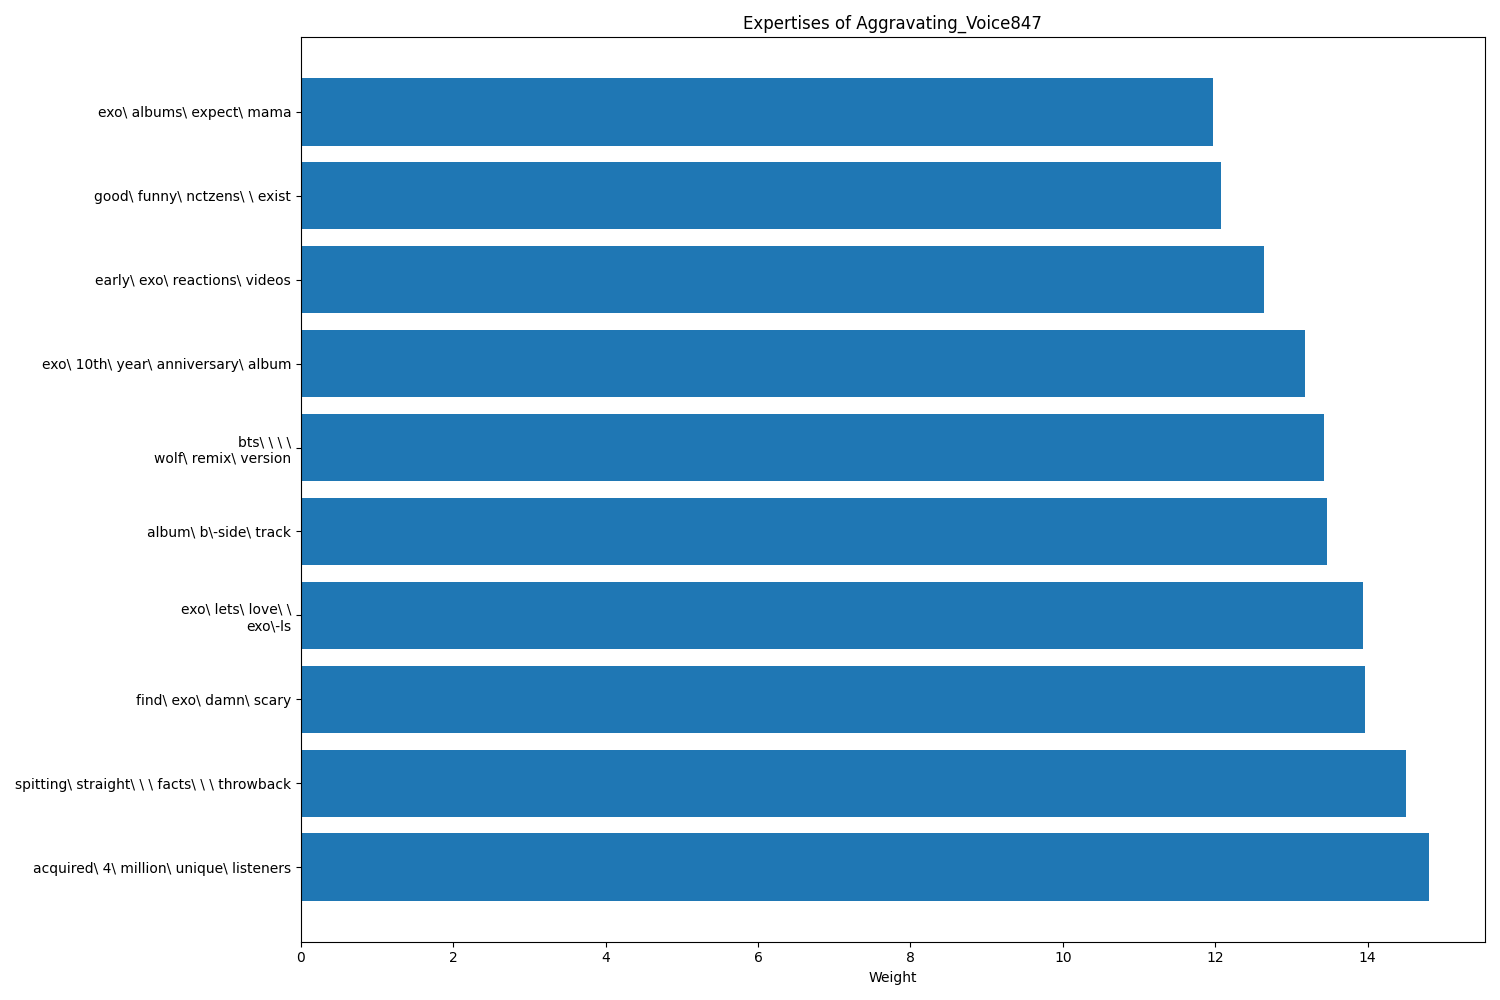 Expertises of Aggravating_Voice847
exo\ albums\ expect\ mama
good\ funny\ nctzens\ \ exist
early\ exo\ reactions\ videos
exo\ 10th\ year\ anniversary\ album
bts\ \ \ \
wolf\ remix\ version
album\ b\-side\ track
exo\ lets\ love\ \
exo\-ls
find\ exo\ damn\ scary
spitting\ straight\ \ \ facts\ \ \ throwback
acquired\ 4\ million\ unique\ listeners
0 2 4 6 8 10 12 14
Weight